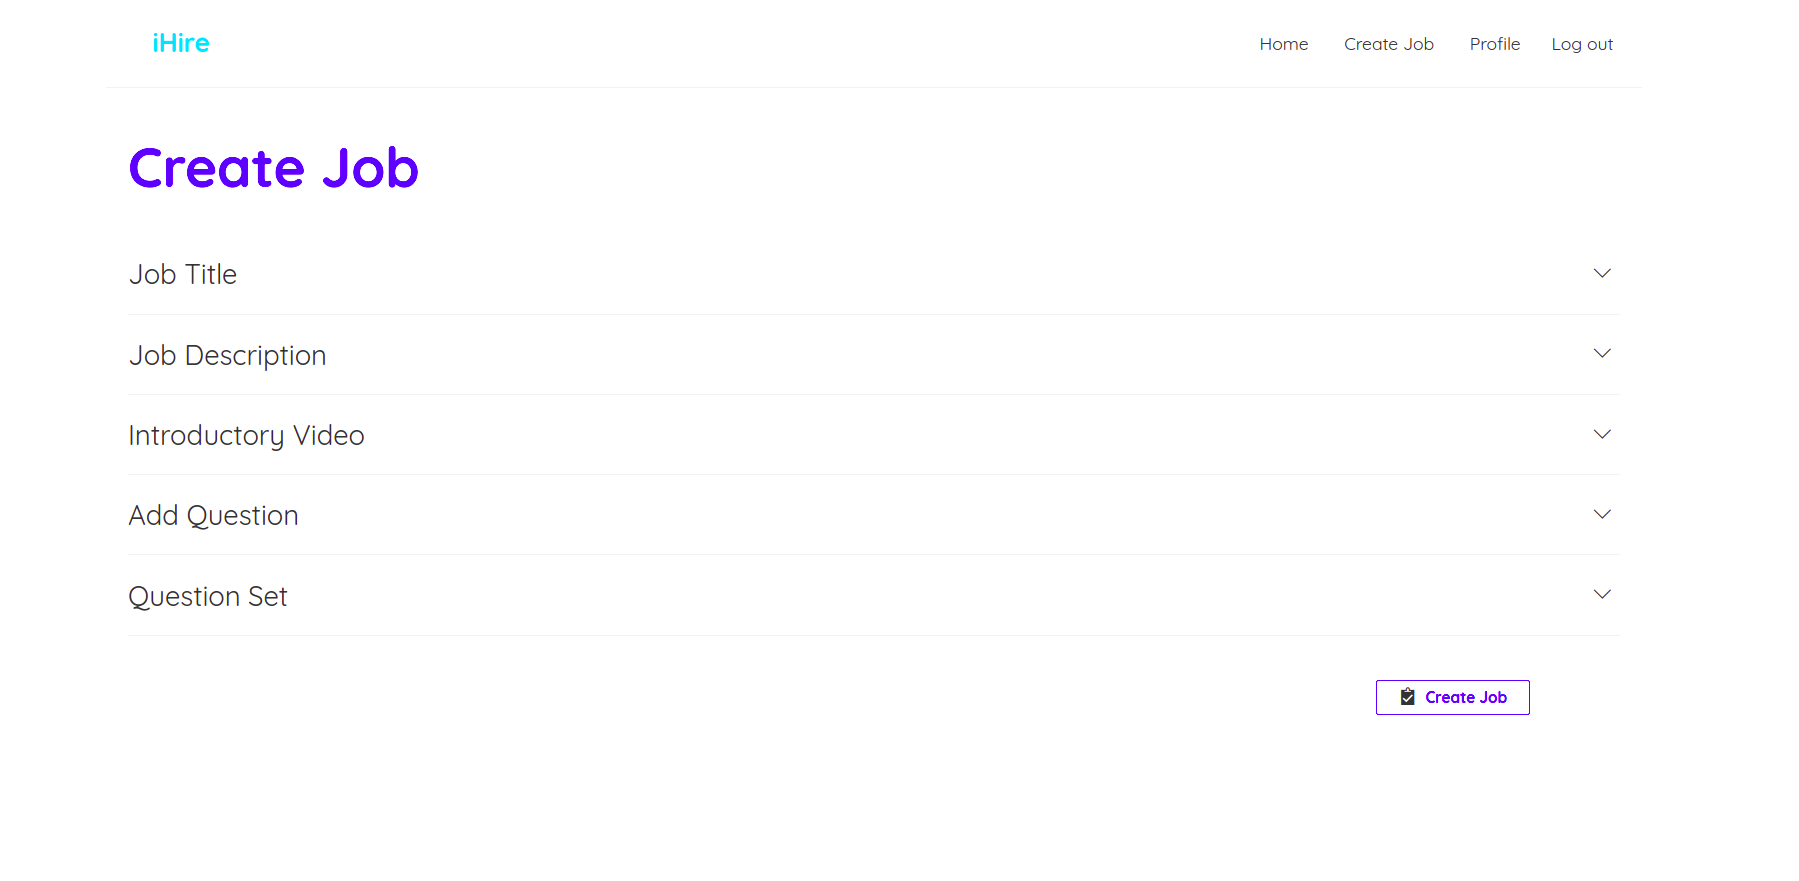 iHire
Home Create Job Profile Log out
Create Job
Job Title
Job Description
Introductory Video
Add Question
Question Set
Create Job